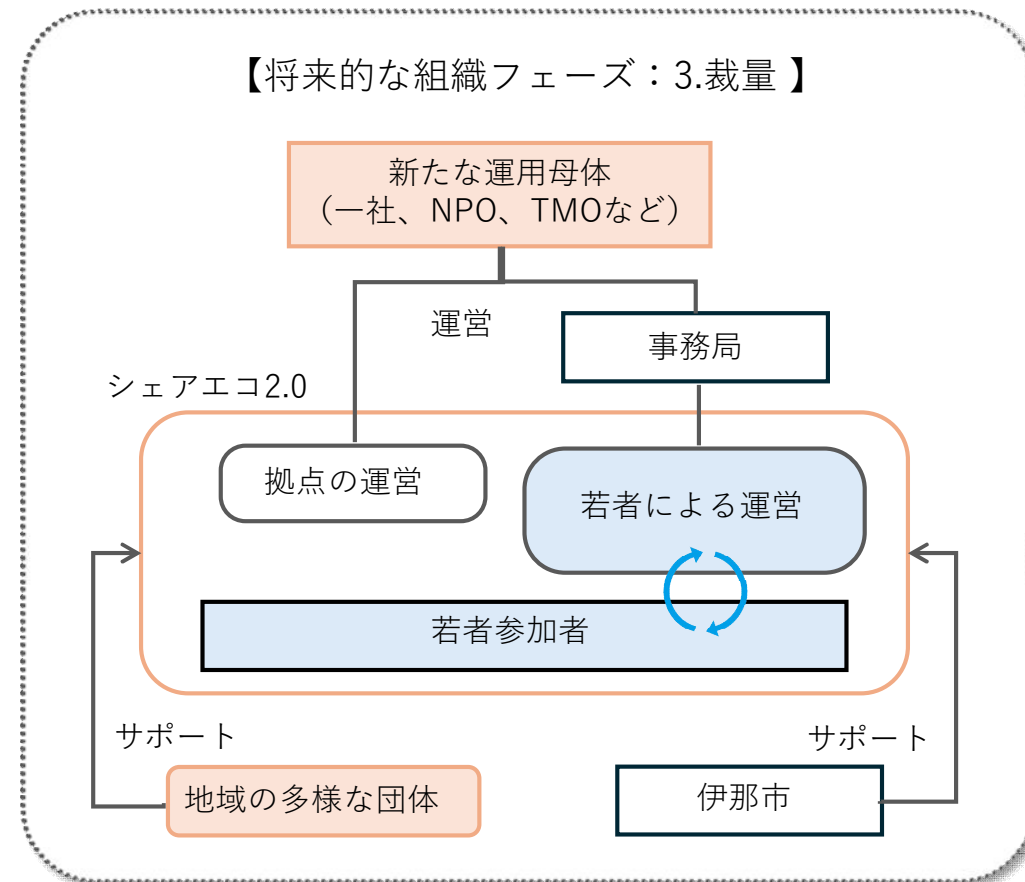 【将来的な組織フェーズ：3.裁量 】
新たな運用母体
（一社、NPO、TMOなど）
運営
事務局
シェアエコ2.0
拠点の運営
若者による運営
若者参加者
サポート
サポート
地域の多様な団体
伊那市